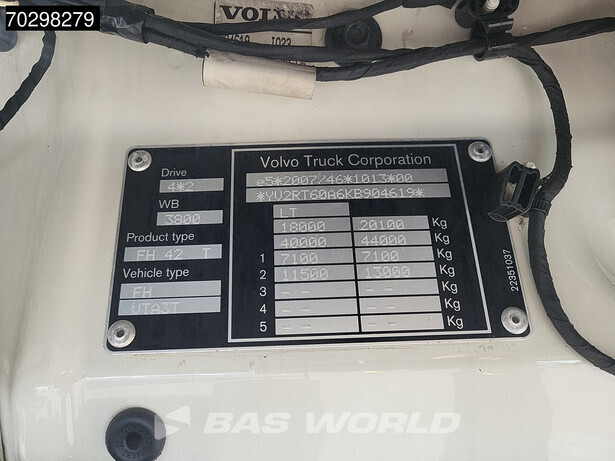 70298279
VOLVO
Volvo Truck Corporation
Drive
4*2
WB
3800
Product type
FH 42 T
Vehicle type
FH
VTA3T
e5*2007/46*1013*00
*YV2RT60A6KB904619*
LT
18000 20100 Kg
40000 44000 Kg
1 7100 7100 Kg
2 11500 13000 Kg
3 -- -- Kg
4 -- -- Kg
5 -- -- Kg
22351037
BAS WORLD